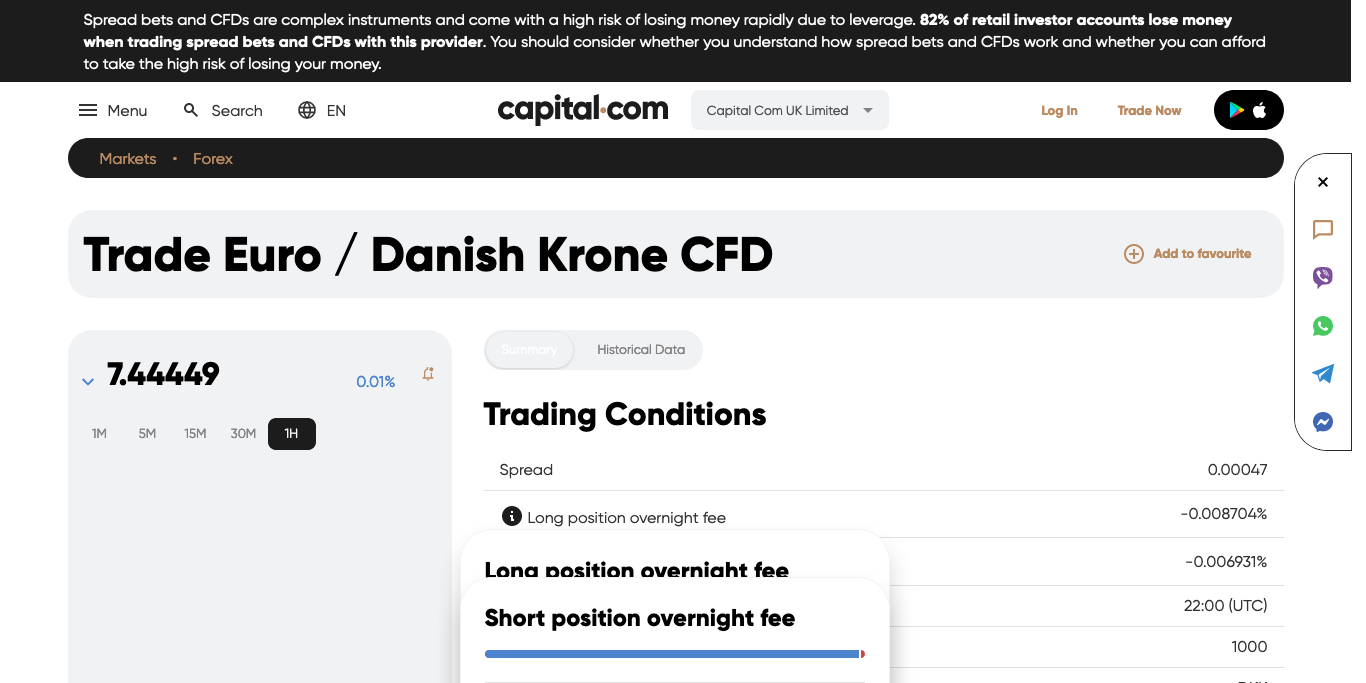 Spread bets and CFDs are complex instruments and come with a high risk of losing money rapidly due to leverage. 82% of retail investor accounts lose money
when trading spread bets and CFDs with this provider. You should consider whether you understand how spread bets and CFDs work and whether you can afford
to take the high risk of losing your money.
Menu Search EN capital.com Capital Com UK Limited Log In Trade Now
Markets • Forex
Trade Euro / Danish Krone CFD
Add to favourite
7.44449 0.01%
1M 5M 15M 30M 1H
Summary Historical Data
Trading Conditions
Spread 0.00047
Long position overnight fee -0.008704%
Long position overnight fee
-0.006931%
Short position overnight fee
22:00 (UTC)
1000